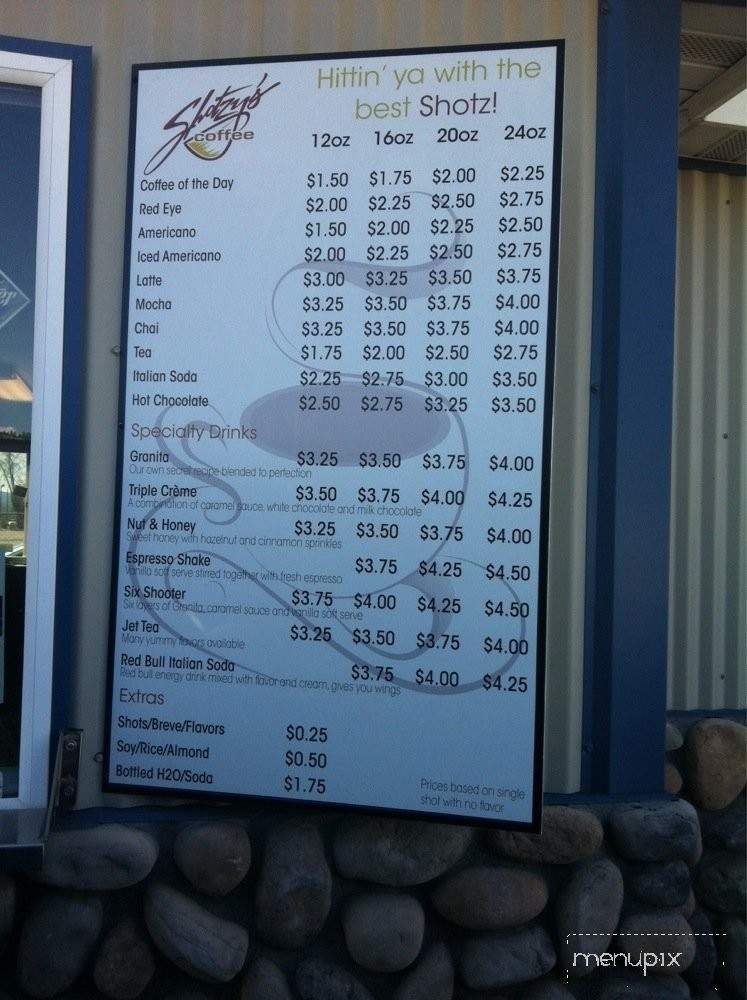 Shotzy's
coffee
Hittin' ya with the
best Shotz!
12oz 16oz 20oz 24oz
Coffee of the Day $1.50 $1.75 $2.00 $2.25
Red Eye $2.00 $2.25 $2.50 $2.75
Americano $1.50 $2.00 $2.25 $2.50
Iced Americano $2.00 $2.25 $2.50 $2.75
Latte $3.00 $3.25 $3.50 $3.75
Mocha $3.25 $3.50 $3.75 $4.00
Chai $3.25 $3.50 $3.75 $4.00
Tea $1.75 $2.00 $2.50 $2.75
Italian Soda $2.25 $2.75 $3.00 $3.50
Hot Chocolate $2.50 $2.75 $3.25 $3.50
Specialty Drinks
Granita $3.25 $3.50 $3.75 $4.00
Our own secret recipe blended to perfection
Triple Crème $3.50 $3.75 $4.00 $4.25
A combination of caramel sauce, white chocolate and milk chocolate
Nut & Honey $3.25 $3.50 $3.75 $4.00
Sweet honey with hazelnut and cinnamon sprinkles
Espresso Shake $3.75 $4.25 $4.50
Vanilla soft serve stirred together with fresh espresso
Six Shooter $3.75 $4.00 $4.25 $4.50
Six layers of Granita, caramel sauce and vanilla soft serve
Jet Tea $3.25 $3.50 $3.75 $4.00
Many yummy flavors available
Red Bull Italian Soda $3.75 $4.00 $4.25
Red bull energy drink mixed with flavor and cream, gives you wings
Extras
Shots/Breve/Flavors $0.25
Soy/Rice/Almond $0.50
Bottled H2O/Soda $1.75
Prices based on single
shot with no flavor
menupix